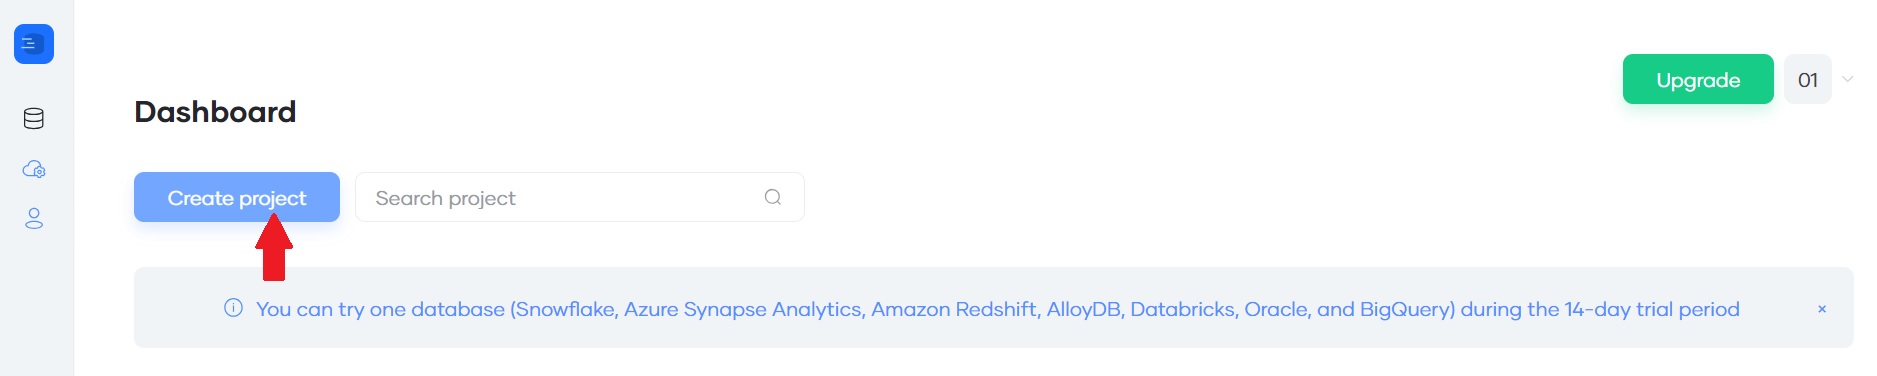 Upgrade
01
Dashboard
Create project
Search project
You can try one database (Snowflake, Azure Synapse Analytics, Amazon Redshift, AlloyDB, Databricks, Oracle, and BigQuery) during the 14-day trial period